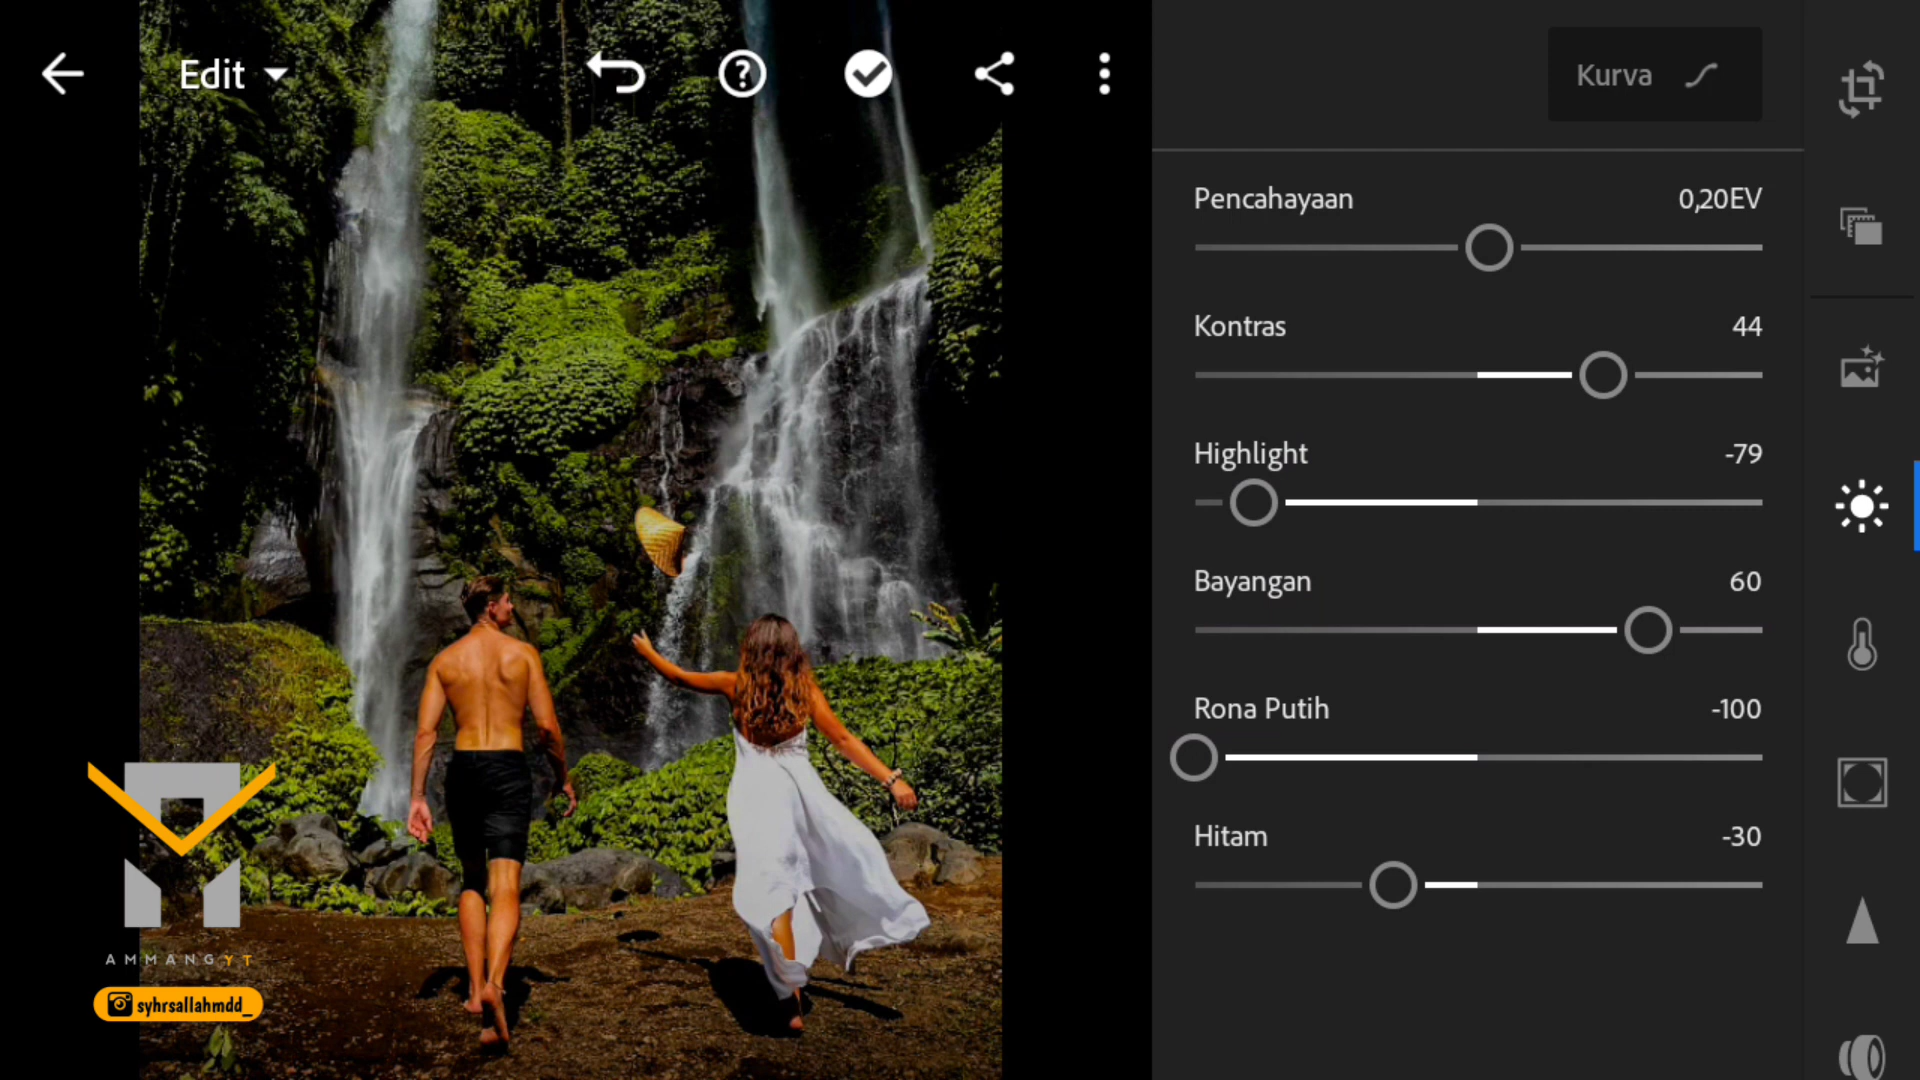 Edit
Kurva
Pencahayaan 0,20EV
Kontras 44
Highlight -79
Bayangan 60
Rona Putih -100
Hitam -30
AMMANGYT
syhrsallahmdd_